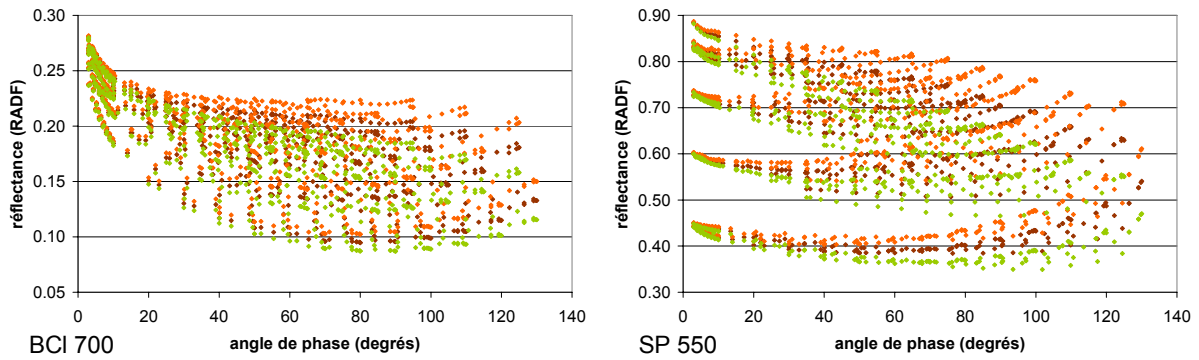 réflectance (RADF)
0.30
0.25
0.20
0.15
0.10
0.05
0 20 40 60 80 100 120 140
angle de phase (degrés)
BCI 700
réflectance (RADF)
0.90
0.80
0.70
0.60
0.50
0.40
0.30
0 20 40 60 80 100 120 140
angle de phase (degrés)
SP 550